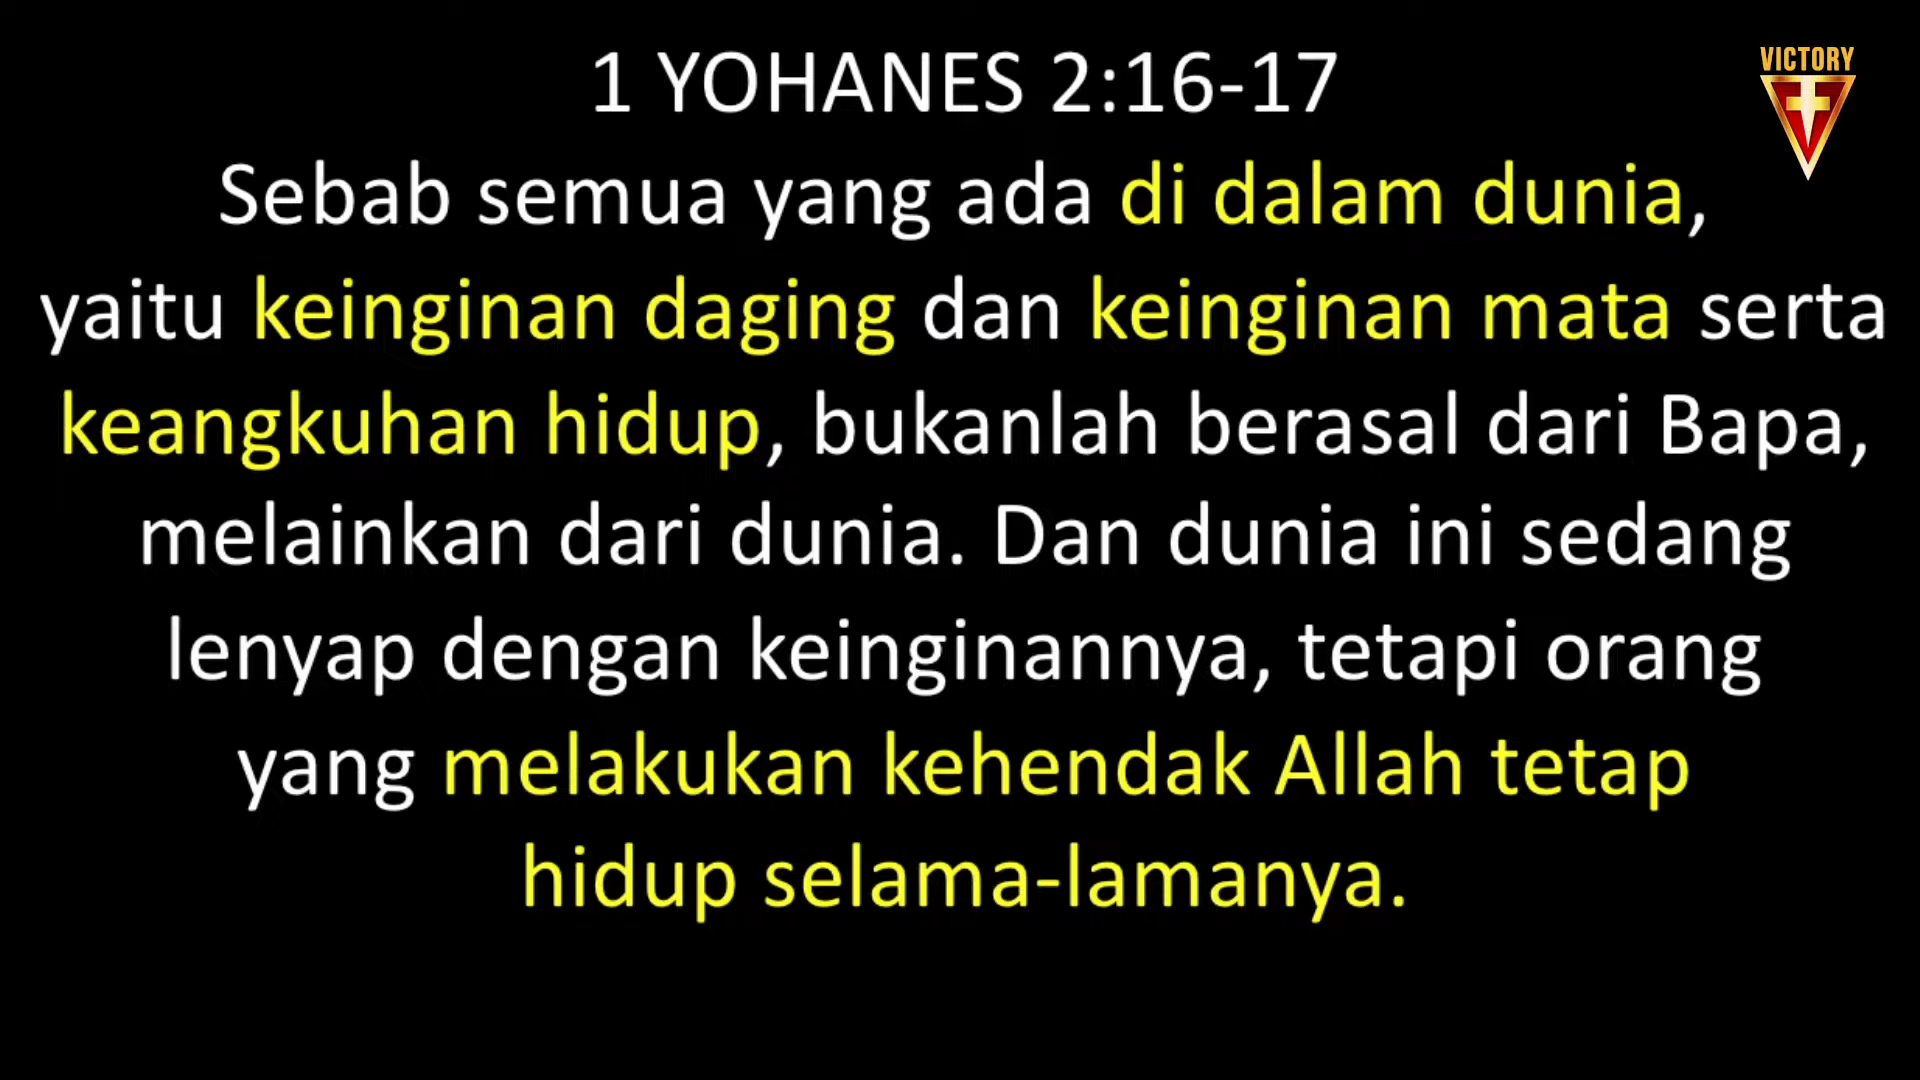 1 YOHANES 2:16-17
VICTORY
Sebab semua yang ada di dalam dunia,
yaitu keinginan daging dan keinginan mata serta
keangkuhan hidup, bukanlah berasal dari Bapa,
melainkan dari dunia. Dan dunia ini sedang
lenyap dengan keinginannya, tetapi orang
yang melakukan kehendak Allah tetap
hidup selama-lamanya.